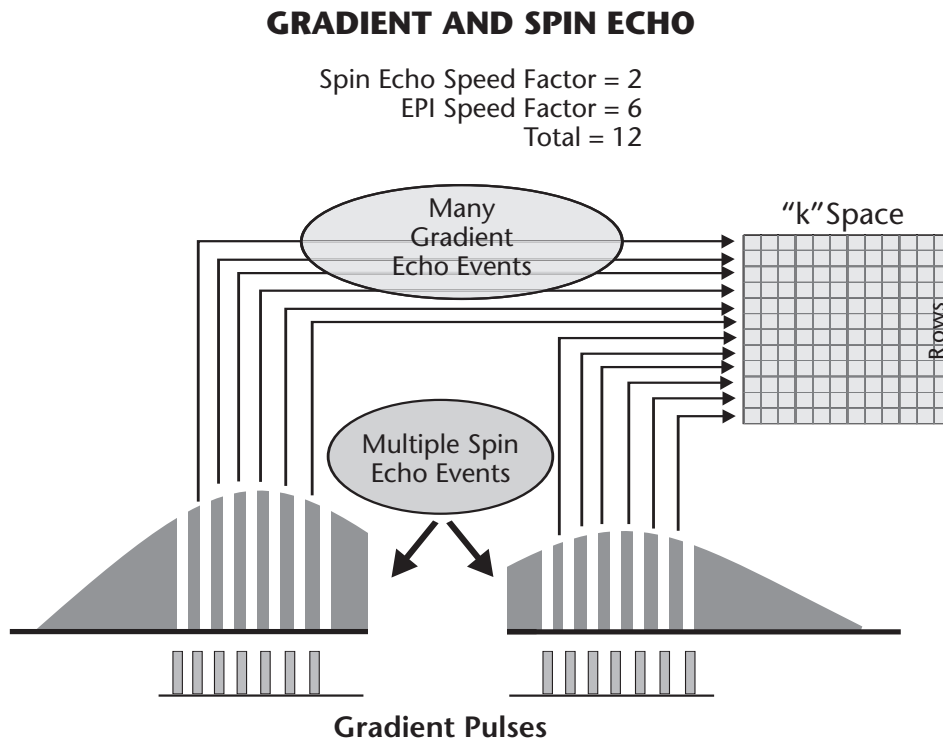 GRADIENT AND SPIN ECHO
Spin Echo Speed Factor = 2
EPI Speed Factor = 6
Total = 12
Many
Gradient
Echo Events
“k”Space
Rows
Multiple Spin
Echo Events
Gradient Pulses